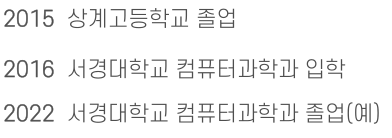 2015 상계고등학교 졸업
2016 서경대학교 컴퓨터과학과 입학
2022 서경대학교 컴퓨터과학과 졸업(예)